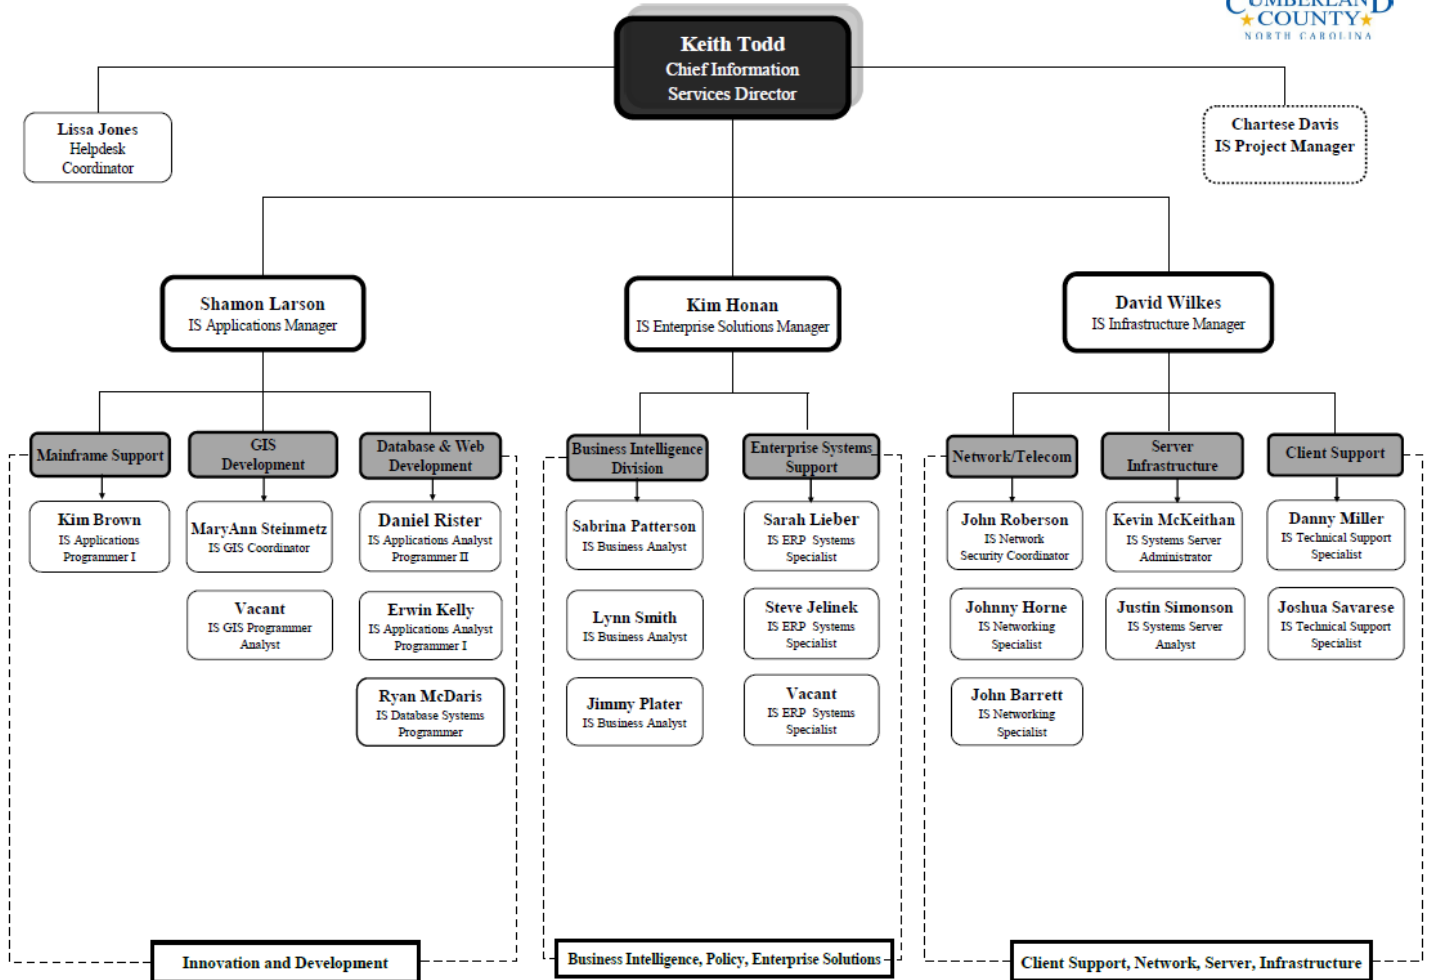 CUMBERLAND
COUNTY
NORTH CAROLINA
Keith Todd
Chief Information
Services Director
Lissa Jones
Helpdesk
Coordinator
Chartese Davis
IS Project Manager
Shamon Larson
IS Applications Manager
Kim Honan
IS Enterprise Solutions Manager
David Wilkes
IS Infrastructure Manager
Mainframe Support
GIS
Development
Database & Web
Development
Business Intelligence
Division
Enterprise Systems
Support
Network/Telecom
Server
Infrastructure
Client Support
Kim Brown
IS Applications
Programmer I
MaryAnn Steinmetz
IS GIS Coordinator
Vacant
IS GIS Programmer
Analyst
Daniel Rister
IS Applications Analyst
Programmer II
Erwin Kelly
IS Applications Analyst
Programmer I
Ryan McDaris
IS Database Systems
Programmer
Sabrina Patterson
IS Business Analyst
Lynn Smith
IS Business Analyst
Jimmy Plater
IS Business Analyst
Sarah Lieber
IS ERP Systems
Specialist
Steve Jelinek
IS ERP Systems
Specialist
Vacant
IS ERP Systems
Specialist
John Roberson
IS Network
Security Coordinator
Johnny Horne
IS Networking
Specialist
John Barrett
IS Networking
Specialist
Kevin McKeithan
IS Systems Server
Administrator
Justin Simonson
IS Systems Server
Analyst
Danny Miller
IS Technical Support
Specialist
Joshua Savarese
IS Technical Support
Specialist
Innovation and Development
Business Intelligence, Policy, Enterprise Solutions
Client Support, Network, Server, Infrastructure